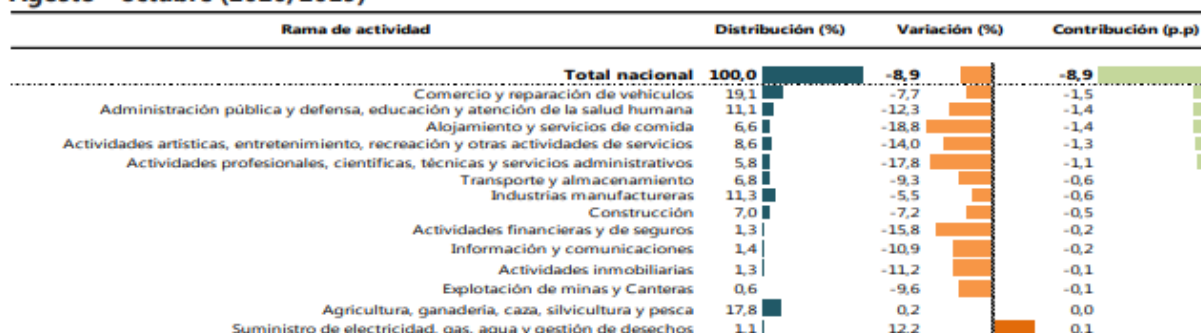 Agosto - octubre (2020/2019)
Rama de actividad Distribución (%) Variación (%) Contribución (p.p)
Total nacional 100,0 -8,9 -8,9
Comercio y reparación de vehículos 19,1 -7,7 -1,5
Administración pública y defensa, educación y atención de la salud humana 11,1 -12,3 -1,4
Alojamiento y servicios de comida 6,6 -18,8 -1,4
Actividades artísticas, entretenimiento, recreación y otras actividades de servicios 8,6 -14,0 -1,3
Actividades profesionales, científicas, técnicas y servicios administrativos 5,8 -17,8 -1,1
Transporte y almacenamiento 6,8 -9,3 -0,6
Industrias manufactureras 11,3 -5,5 -0,6
Construcción 7,0 -7,2 -0,5
Actividades financieras y de seguros 1,3 -15,8 -0,2
Información y comunicaciones 1,4 -10,9 -0,2
Actividades inmobiliarias 1,3 -11,2 -0,1
Explotación de minas y Canteras 0,6 -9,6 -0,1
Agricultura, ganadería, caza, silvicultura y pesca 17,8 0,2 0,0
Suministro de electricidad, gas, agua y gestión de desechos 1,1 12,2 0,1